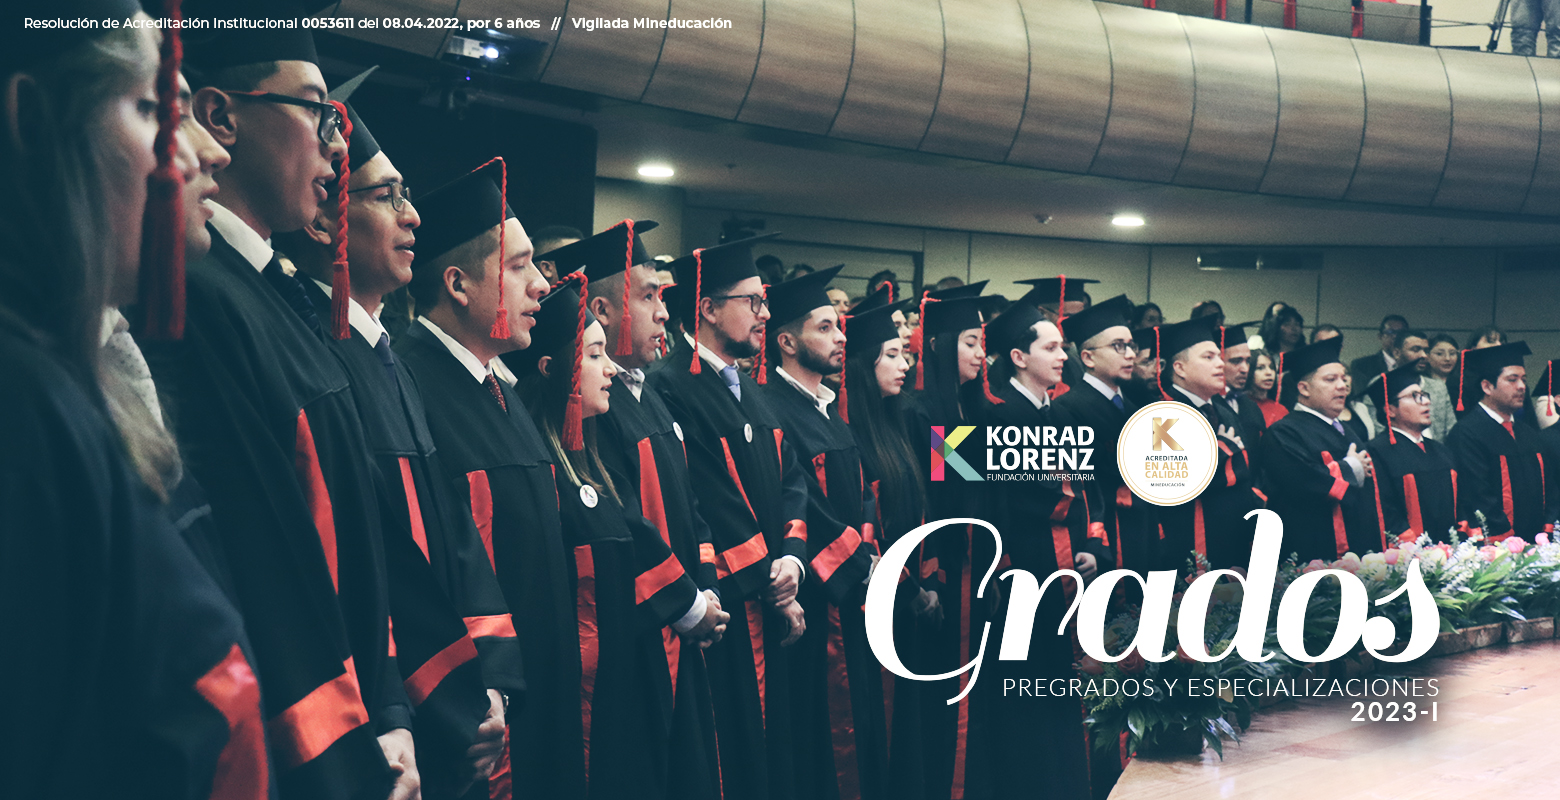 Resolución de Acreditación Institucional 0053611 del 08.04.2022, por 6 años // Vigilada Mineducación
KONRAD
LORENZ
FUNDACIÓN UNIVERSITARIA
K
ACREDITADA
EN ALTA
CALIDAD
MINEDUCACIÓN
Grados
PREGRADOS Y ESPECIALIZACIONES
2023-I